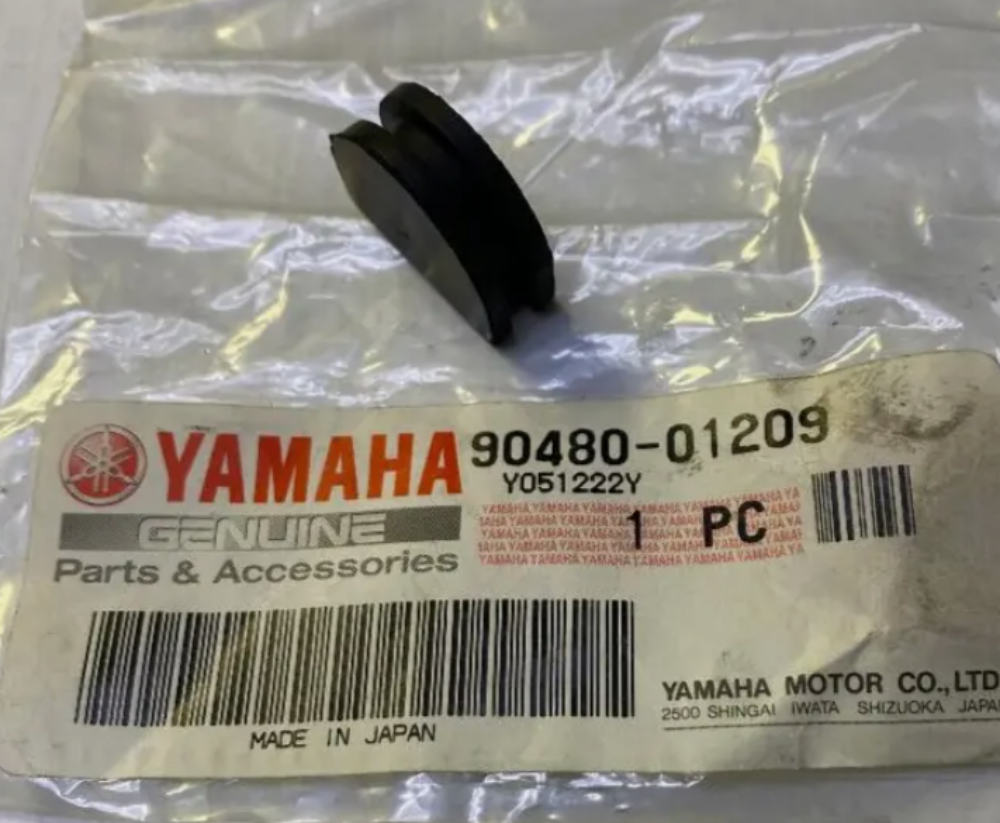 YAMAHA 90480-01209
Y051222Y
GENUINE
1 PC
Parts & Accessories
YAMAHA MOTOR CO.,LTD
2500 SHINGAI IWATA SHIZUOKA JAPA
MADE IN JAPAN